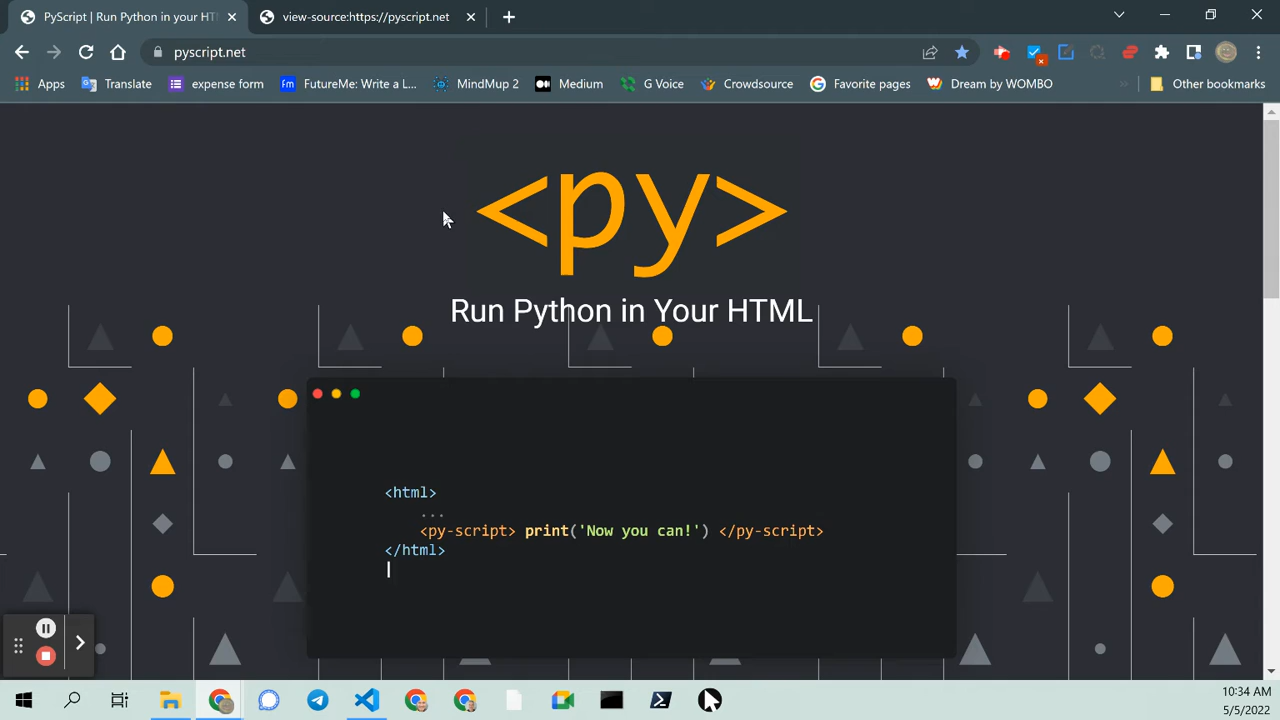 PyScript | Run Python in your HT
view-source:https://pyscript.net
pyscript.net
Apps
Translate
expense form
fm
FutureMe: Write a L...
MindMup 2
Medium
G Voice
Crowdsource
Favorite pages
Dream by WOMBO
»
Other bookmarks
<py>
Run Python in Your HTML
<html>
...
<py-script> print('Now you can!') </py-script>
</html>
10:34 AM
5/5/2022